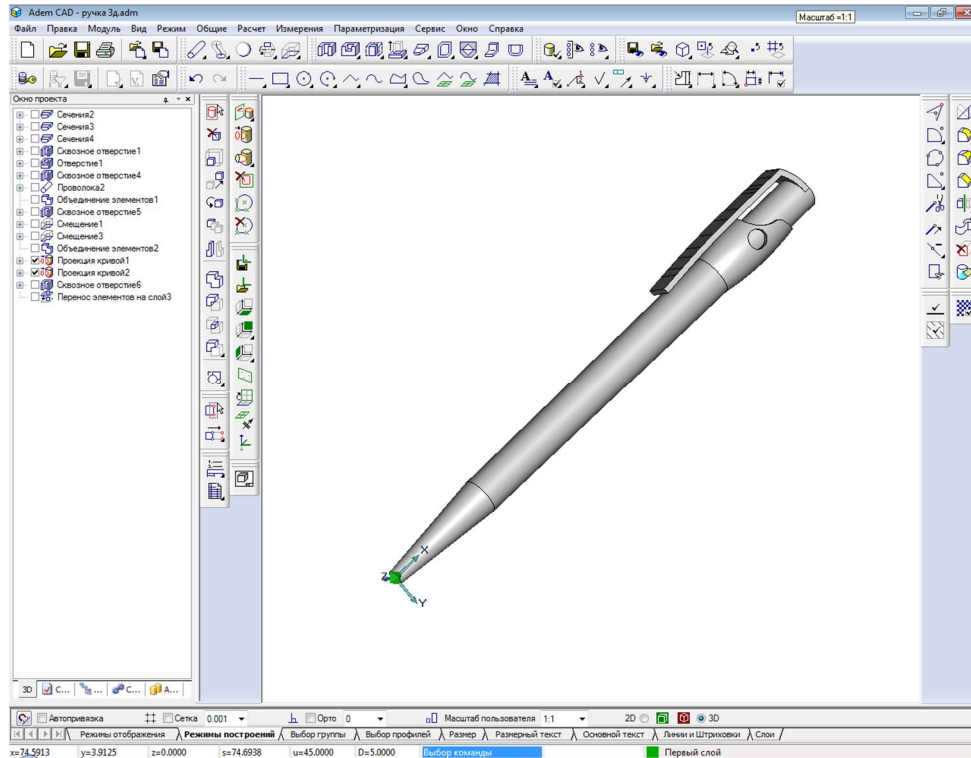 Adem CAD - ручка 3д.adm
Масштаб =1:1
Файл Правка Модуль Вид Режим Общие Расчет Измерения Параметризация Сервис Окно Справка
Окно проекта
Сечения2
Сечения3
Сечения4
Сквозное отверстие1
Отверстие1
Сквозное отверстие4
Проволока2
Объединение элементов1
Сквозное отверстие5
Смещение1
Смещение3
Объединение элементов2
Проекция кривой1
Проекция кривой2
Сквозное отверстие6
Перенос элементов на слой3
X
Z
Y
3D С... ... С... А...
Автопривязка Сетка 0.001 Орто 0 Масштаб пользователя 1:1 2D 3D
Режимы отображения Режимы построений Выбор группы Выбор профилей Размер Размерный текст Основной текст Линии и Штриховки Слои
x=74.5913 y=3.9125 z=0.0000 s=74.6938 u=45.0000 D=5.0000 Выбор команды Первый слой